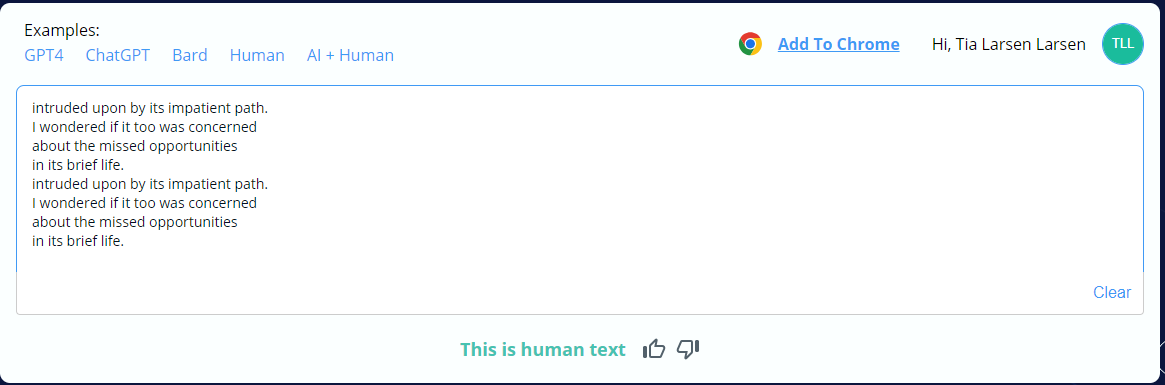 Examples:
GPT4 ChatGPT Bard Human AI + Human
Add To Chrome Hi, Tia Larsen Larsen TLL
intruded upon by its impatient path.
I wondered if it too was concerned
about the missed opportunities
in its brief life.
intruded upon by its impatient path.
I wondered if it too was concerned
about the missed opportunities
in its brief life.
Clear
This is human text